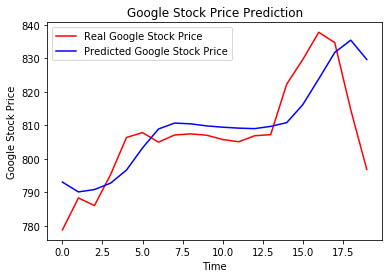 Google Stock Price Prediction
Real Google Stock Price
Predicted Google Stock Price
Google Stock Price
840
830
820
810
800
790
780
0.0 2.5 5.0 7.5 10.0 12.5 15.0 17.5
Time